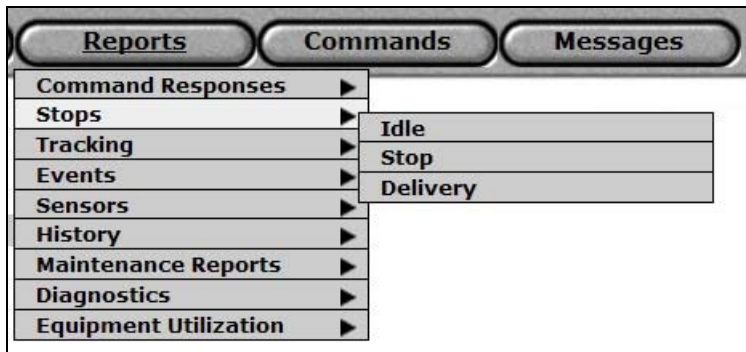 Reports Commands Messages
Command Responses
Stops
Idle
Tracking
Stop
Events
Delivery
Sensors
History
Maintenance Reports
Diagnostics
Equipment Utilization